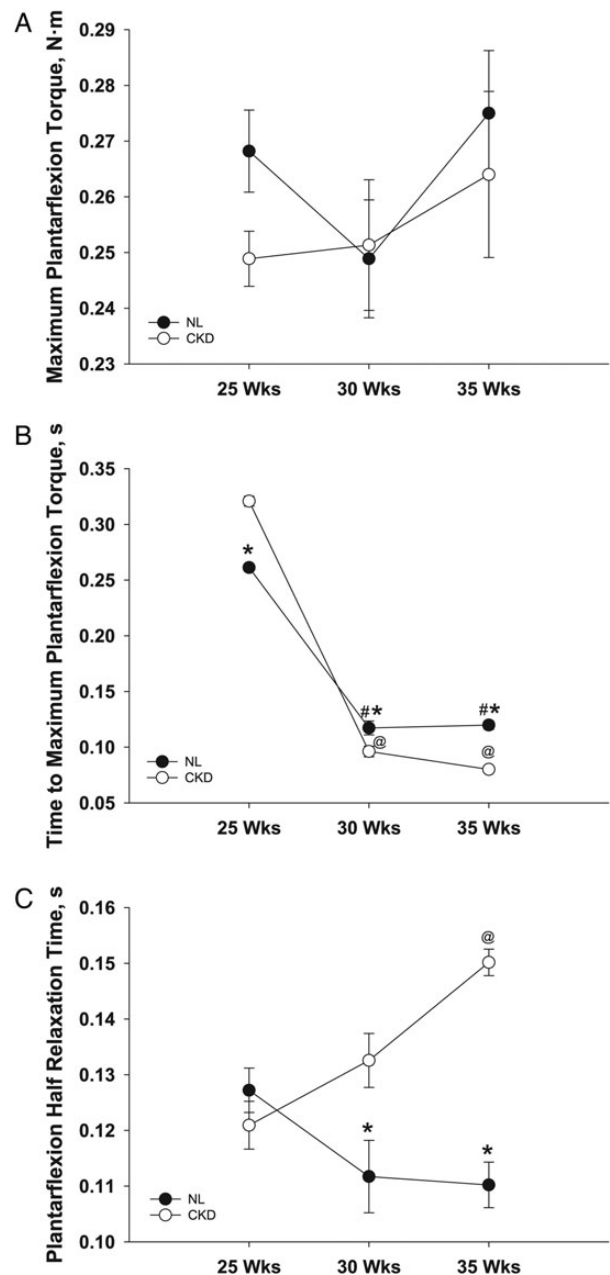 A
Maximum Plantarflexion Torque, N·m
0.29
0.28
0.27
0.26
0.25
0.24
0.23
NL
CKD
25 Wks 30 Wks 35 Wks
B
Time to Maximum Plantarflexion Torque, s
0.35
0.30
0.25
0.20
0.15
0.10
0.05
*
#* #*
@ @
NL
CKD
25 Wks 30 Wks 35 Wks
C
Plantarflexion Half Relaxation Time, s
0.16
0.15
0.14
0.13
0.12
0.11
0.10
@
* *
NL
CKD
25 Wks 30 Wks 35 Wks